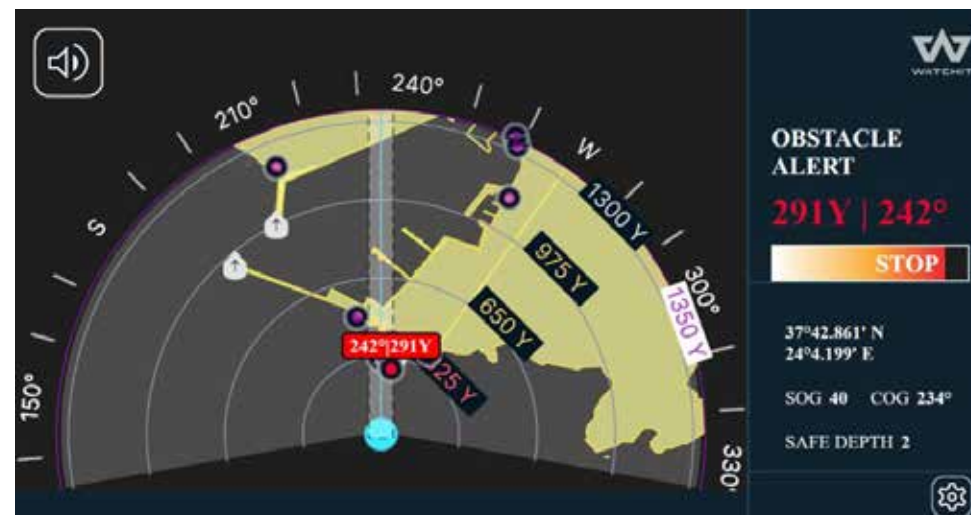 240°
210°
W
S
1300 Y
975 Y
300°
1350 Y
650 Y
242°|291Y
25 Y
150°
330°
WATCHIT
OBSTACLE
ALERT
291Y | 242°
STOP
37°42.861' N
24°4.199' E
SOG 40 COG 234°
SAFE DEPTH 2